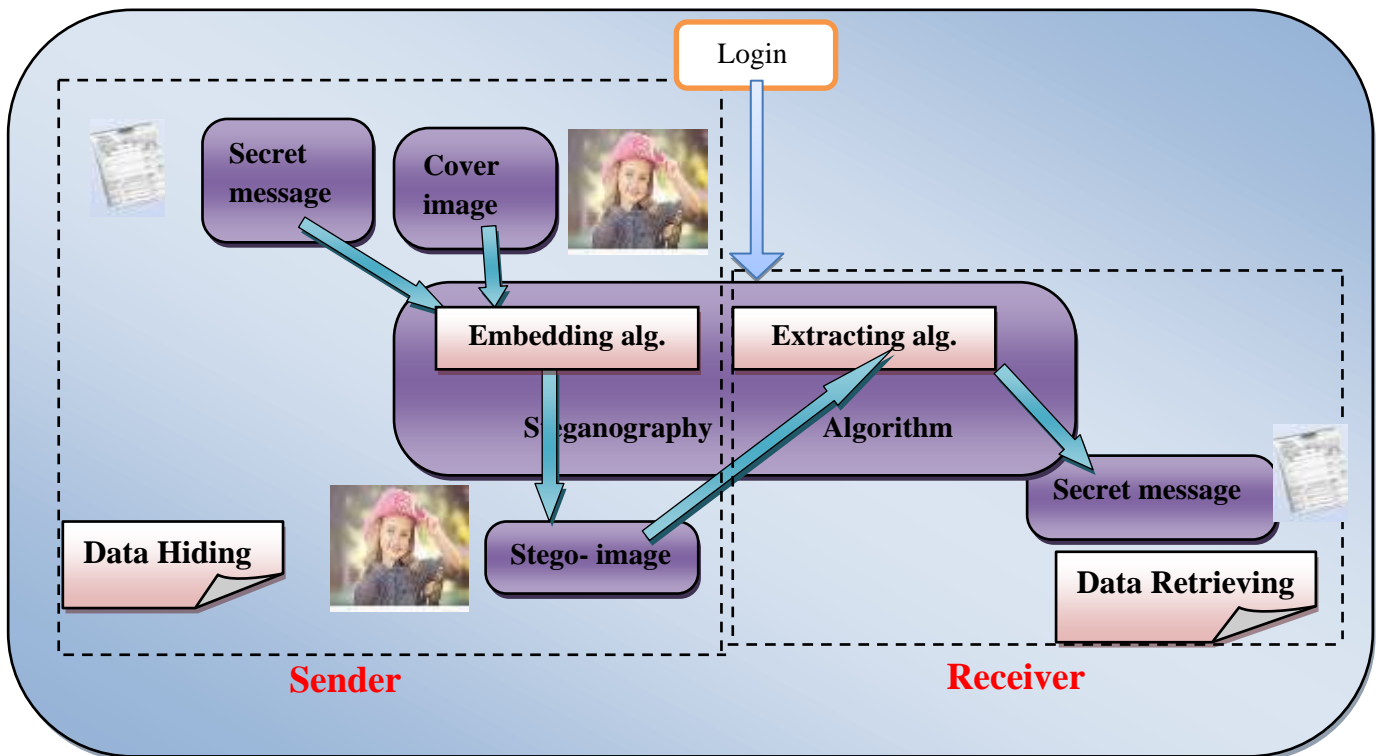 Login
Secret
message
Cover
image
Embedding alg.
Extracting alg.
Steganography Algorithm
Secret message
Stego- image
Data Hiding
Data Retrieving
Sender
Receiver